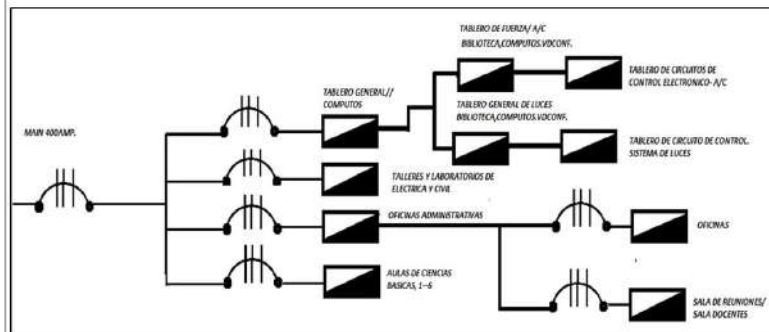 TABLERO DE FUERZA/ A/C
BIBLIOTECA,COMPUTOS.VDCONF.
TABLERO DE CIRCUITOS DE
CONTROL ELECTRONICO- A/C
TABLERO GENERAL//
COMPUTOS
TABLERO GENERAL DE LUCES
BIBLIOTECA,COMPUTOS.VDCONF.
MAIN 400AMP.
TABLERO DE CIRCUITO DE CONTROL.
SISTEMA DE LUCES
TALLERES Y LABORATORIOS DE
ELECTRICA Y CIVIL
OFICINAS ADMINISTRATIVAS
OFICINAS
AULAS DE CIENCIAS
BASICAS, 1--6
SALA DE REUNIONES/
SALA DOCENTES